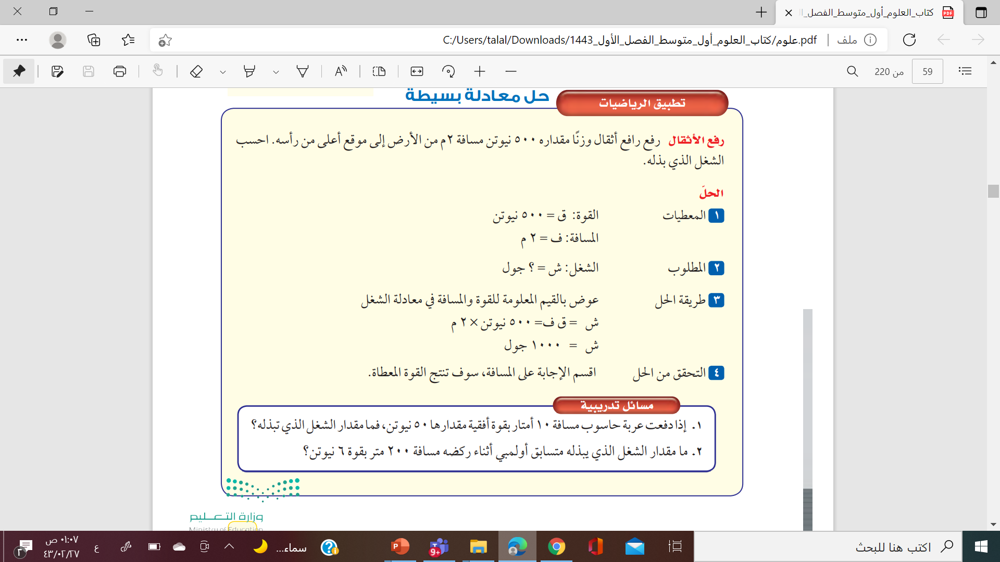 كتاب_العلوم_أول_متوسط_الفصل_ال
ملف
C:/Users/talal/Downloads/علوم/كتاب_العلوم_أول_متوسط_الفصل_الأول_1443.pdf
59
من 220
تطبيق الرياضيات
حل معادلة بسيطة
رفع الأثقال رفع رافع أثقال وزنًا مقداره ٥٠٠ نيوتن مسافة ٢م من الأرض إلى موقع أعلى من رأسه. احسب
الشغل الذي بذله.
الحلّ
١ المعطيات القوة: ق = ٥٠٠ نيوتن
المسافة: ف = ٢ م
٢ المطلوب الشغل: ش = ؟ جول
٣ طريقة الحل عوض بالقيم المعلومة للقوة والمسافة في معادلة الشغل
ش = ق ف= ٥٠٠ نيوتن × ٢ م
ش = ١٠٠٠ جول
٤ التحقق من الحل اقسم الإجابة على المسافة، سوف تنتج القوة المعطاة.
مسائل تدريبية
١. إذا دفعت عربة حاسوب مسافة ١٠ أمتار بقوة أفقية مقدارها ٥٠ نيوتن، فما مقدار الشغل الذي تبذله؟
٢. ما مقدار الشغل الذي يبذله متسابق أولمبي أثناء ركضه مسافة ٢٠٠ متر بقوة ٦ نيوتن؟
وزارة التعليم
Ministry of Education
اكتب هنا للبحث
9+
سماء...
ع
٠١:٠٧ ص
٤٣/٠٢/٢٧
٣